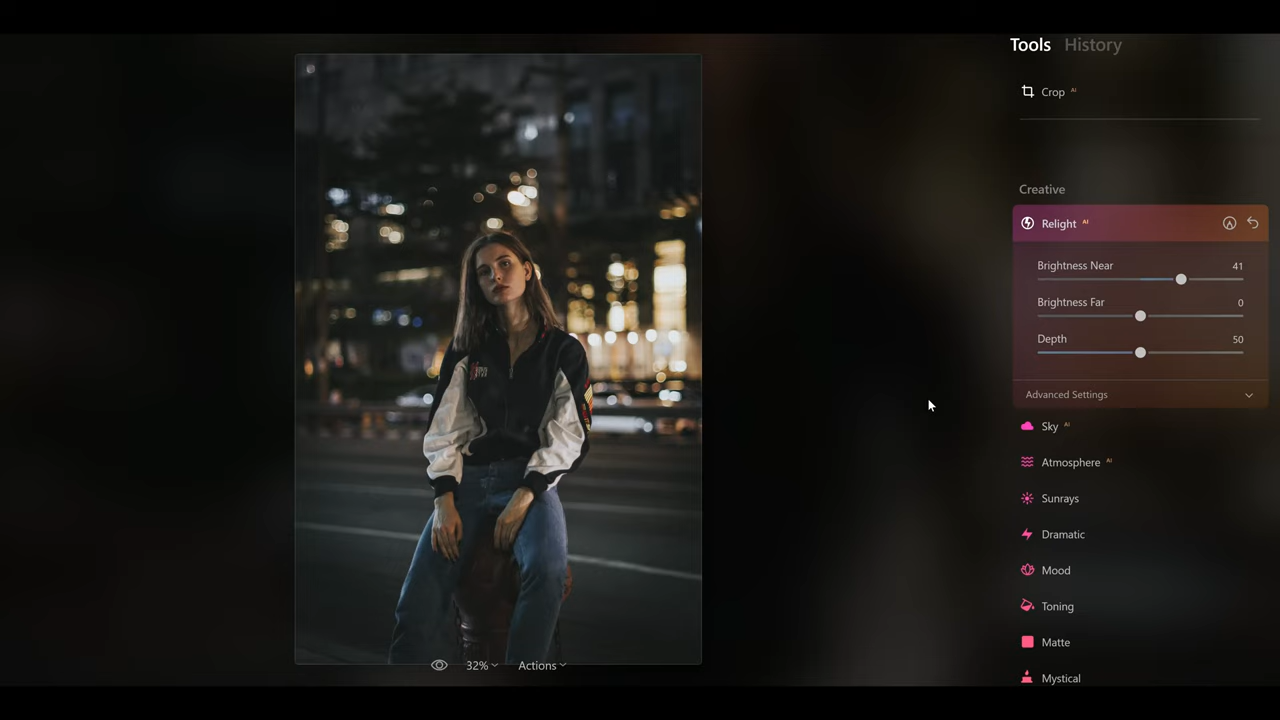 Tools History
Crop AI
Creative
Relight AI
Brightness Near 41
Brightness Far 0
Depth 50
Advanced Settings
Sky AI
Atmosphere AI
Sunrays
Dramatic
Mood
Toning
Matte
Mystical
32% Actions